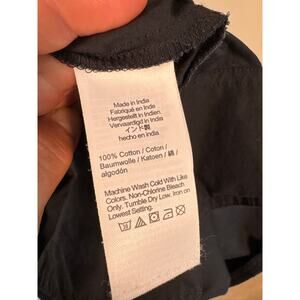 Made in India
Fabriqué en Inde
Hergestellt in Indien.
Vervaardigd in India
インド製
hecho en India
100% Cotton / Coton /
Baumwolle / Katoen / 綿 /
algodón
Machine Wash Cold With Like
Colors. Non-Chlorine Bleach
Only. Tumble Dry Low. Iron on
Lowest Setting.